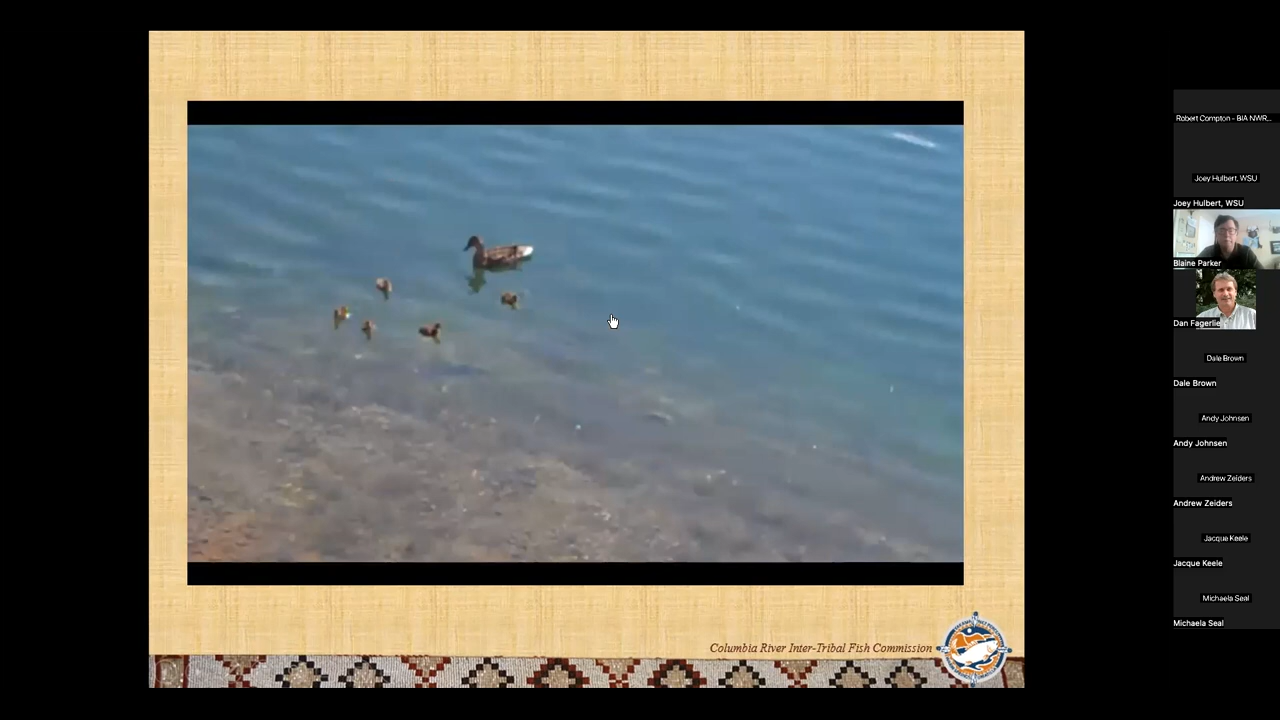 Columbia River Inter-Tribal Fish Commission
Robert Compton - BIA NWR...
Joey Hulbert, WSU
Joey Hulbert, WSU
Blaine Parker
Dan Fagerlie
Dale Brown
Dale Brown
Andy Johnsen
Andy Johnsen
Andrew Zeiders
Andrew Zeiders
Jacque Keele
Jacque Keele
Michaela Seal
Michaela Seal